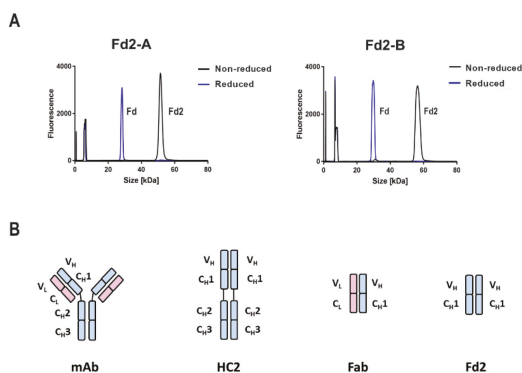 A
Fd2-A
Fluorescence
4000
2000
0
0 20 40 60 80
Size [kDa]
Fd
Fd2
Non-reduced
Reduced
Fd2-B
Fluorescence
4000
2000
0
0 20 40 60 80
Size [kDa]
Fd
Fd2
Non-reduced
Reduced
B
VH
CH1
VL
CL
CH2
CH3
mAb
VH VH
CH1 CH1
CH2 CH2
CH3 CH3
HC2
VL VH
CL CH1
Fab
VH VH
CH1 CH1
Fd2